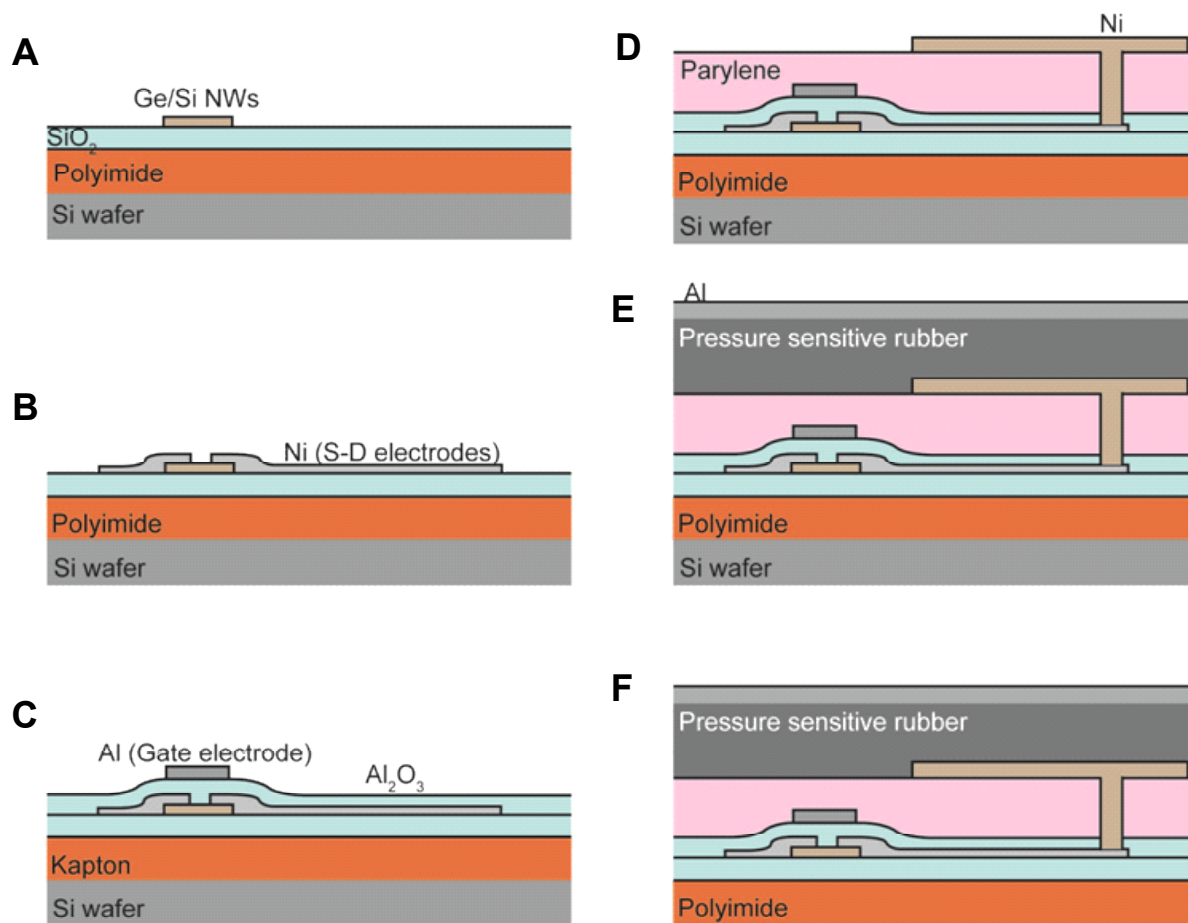 A
Ge/Si NWs
SiO₂
Polyimide
Si wafer
B
Ni (S-D electrodes)
Polyimide
Si wafer
C
Al (Gate electrode)
Al₂O₃
Kapton
Si wafer
D
Ni
Parylene
Polyimide
Si wafer
E
Al
Pressure sensitive rubber
Polyimide
Si wafer
F
Pressure sensitive rubber
Polyimide